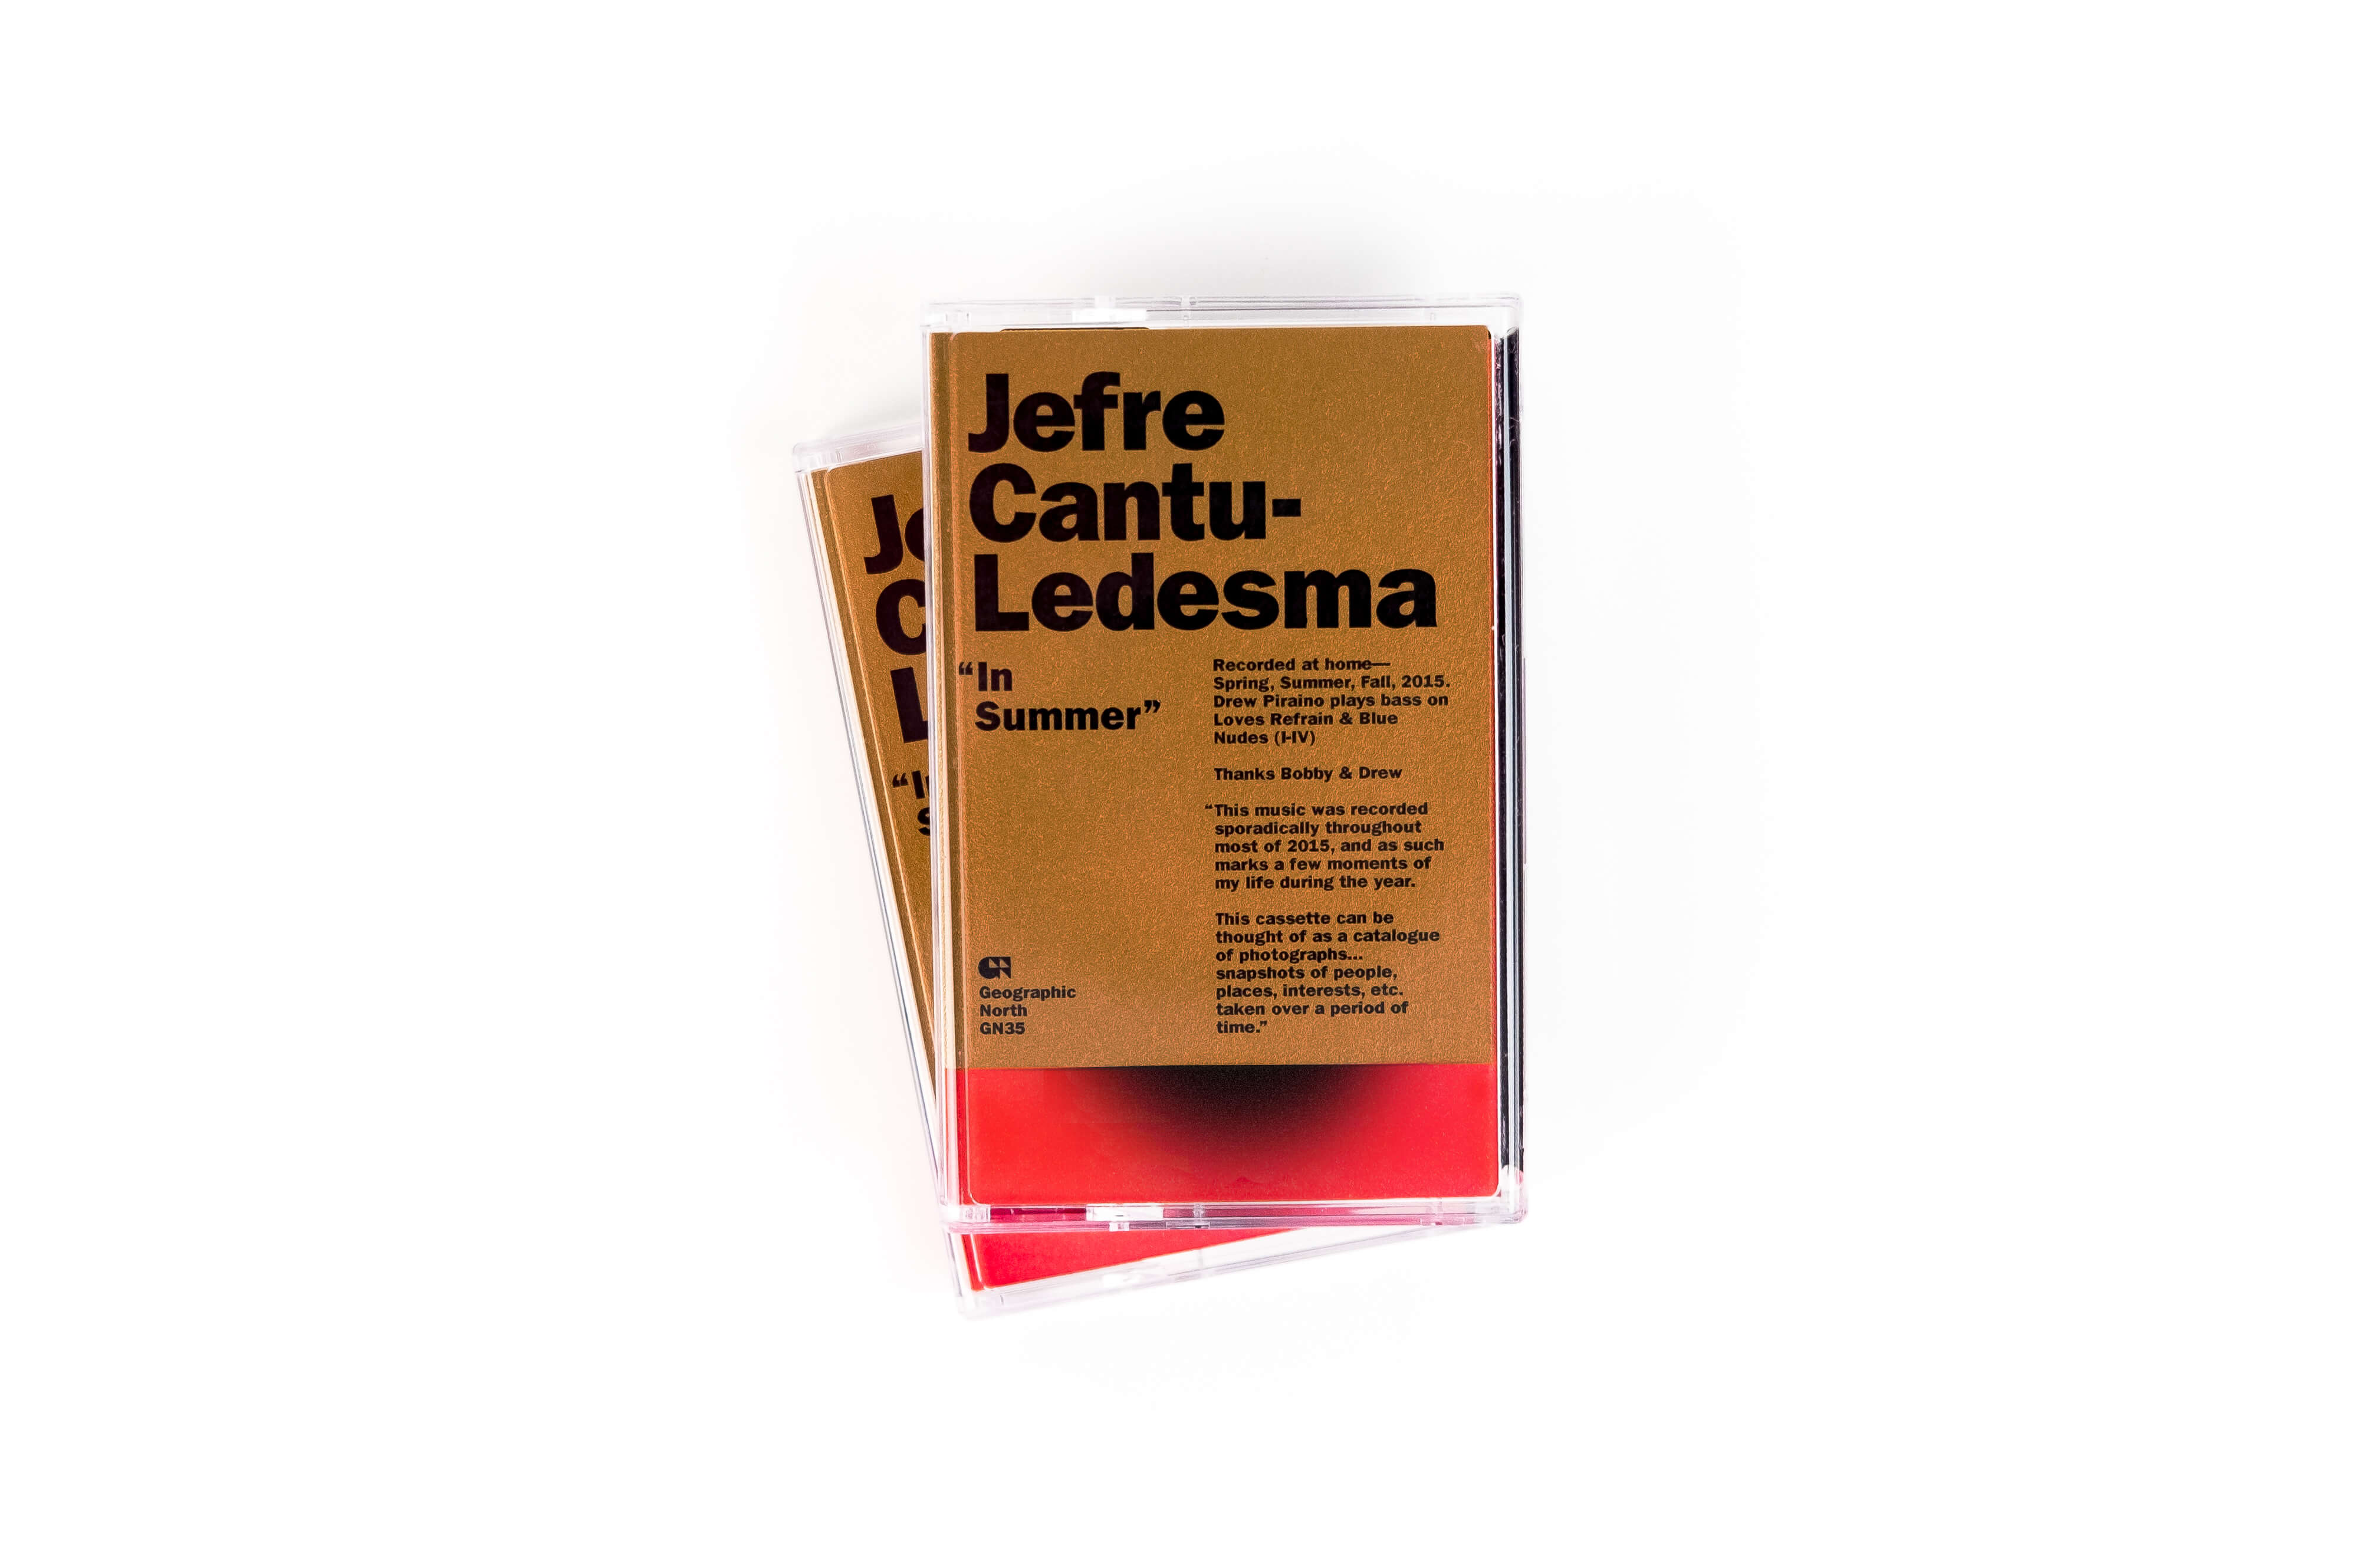 Jefre
Cantu-
Ledesma
“In
Summer”
Recorded at home—
Spring, Summer, Fall, 2015.
Drew Piraino plays bass on
Loves Refrain & Blue
Nudes (I-IV)
Thanks Bobby & Drew
“This music was recorded
sporadically throughout
most of 2015, and as such
marks a few moments of
my life during the year.
This cassette can be
thought of as a catalogue
of photographs...
snapshots of people,
places, interests, etc.
taken over a period of
time.”
GN
Geographic
North
GN35
Je
C
L
“In
S